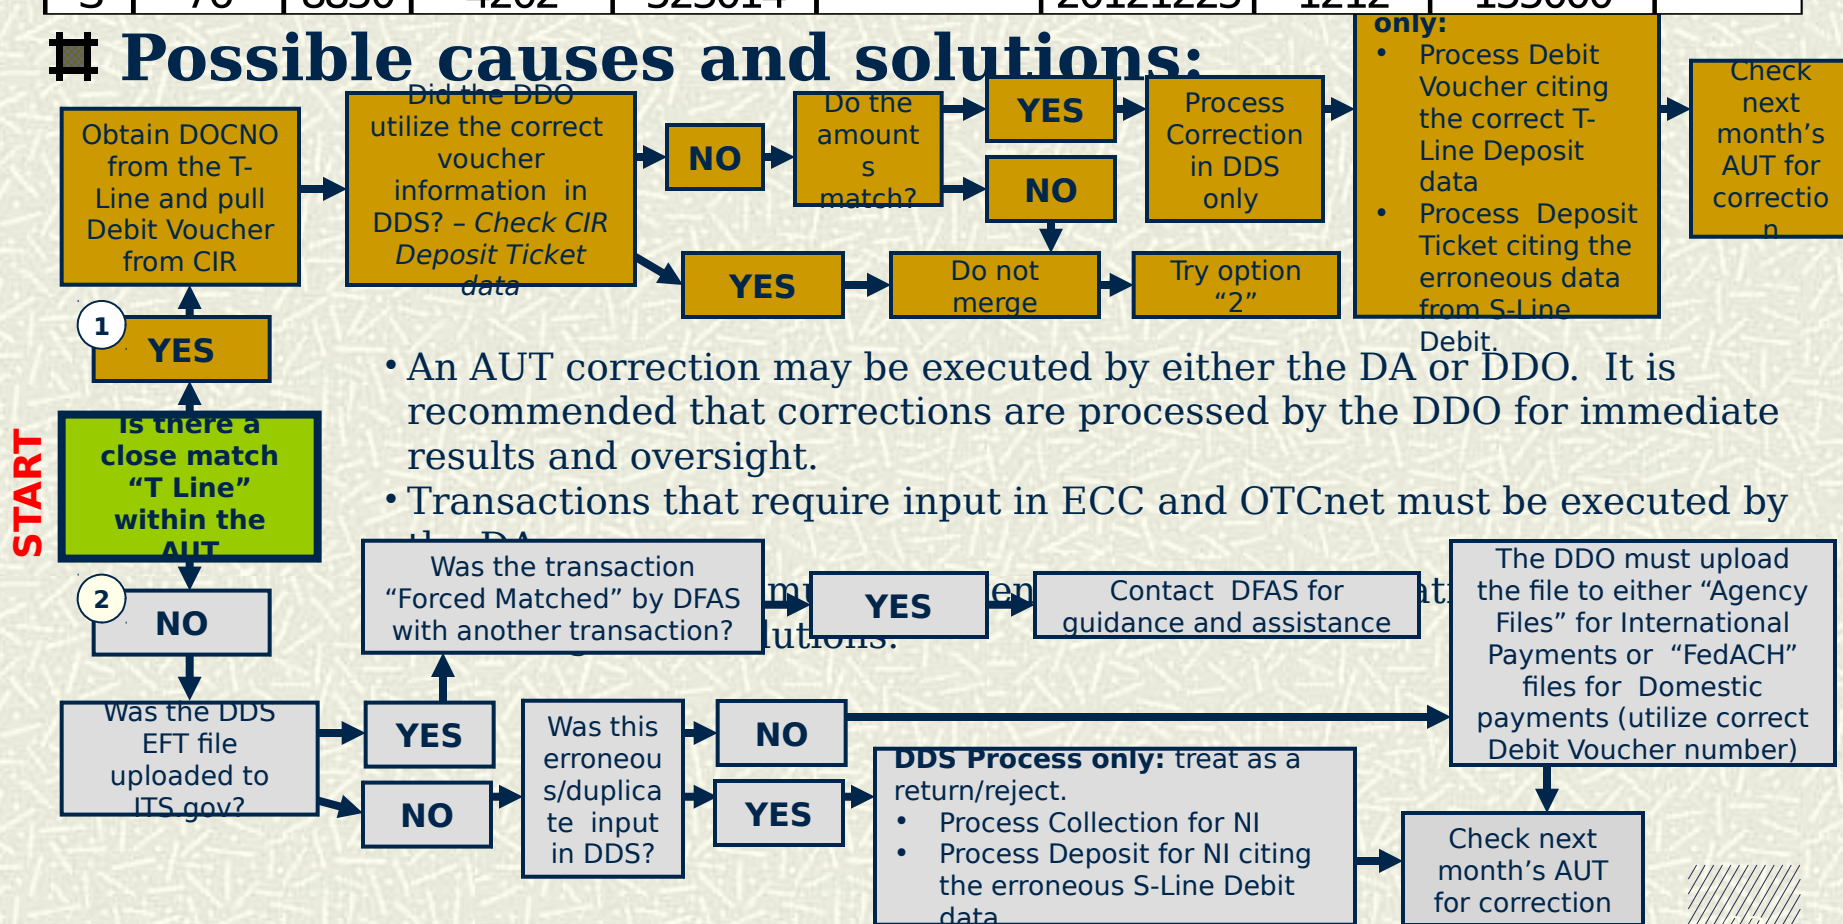 3 76 8850 4262 523014 20121223 1212 135000
Possible causes and solutions:
only:
• Process Debit
Voucher citing
the correct T-
Line Deposit
data
• Process Deposit
Ticket citing the
erroneous data
from S-Line
Debit.
Check
next
month’s
AUT for
correctio
n
Obtain DOCNO
from the T-
Line and pull
Debit Voucher
from CIR
Did the DDO
utilize the correct
voucher
information in
DDS? – Check CIR
Deposit Ticket
data
NO
Do the
amount
s
match?
YES
NO
Process
Correction
in DDS
only
YES
Do not
merge
Try option
“2”
1
YES
START
Is there a
close match
“T Line”
within the
AUT
2
NO
• An AUT correction may be executed by either the DA or DDO. It is
recommended that corrections are processed by the DDO for immediate
results and oversight.
• Transactions that require input in ECC and OTCnet must be executed by
the DA
Was the transaction
“Forced Matched” by DFAS
with another transaction?
YES
Contact DFAS for
guidance and assistance
The DDO must upload
the file to either “Agency
Files” for International
Payments or “FedACH”
files for Domestic
payments (utilize correct
Debit Voucher number)
Was the DDS
EFT file
uploaded to
ITS.gov?
YES
NO
Was this
erroneou
s/duplica
te input
in DDS?
NO
YES
DDS Process only: treat as a
return/reject.
• Process Collection for NI
• Process Deposit for NI citing
the erroneous S-Line Debit
data
Check next
month’s AUT
for correction